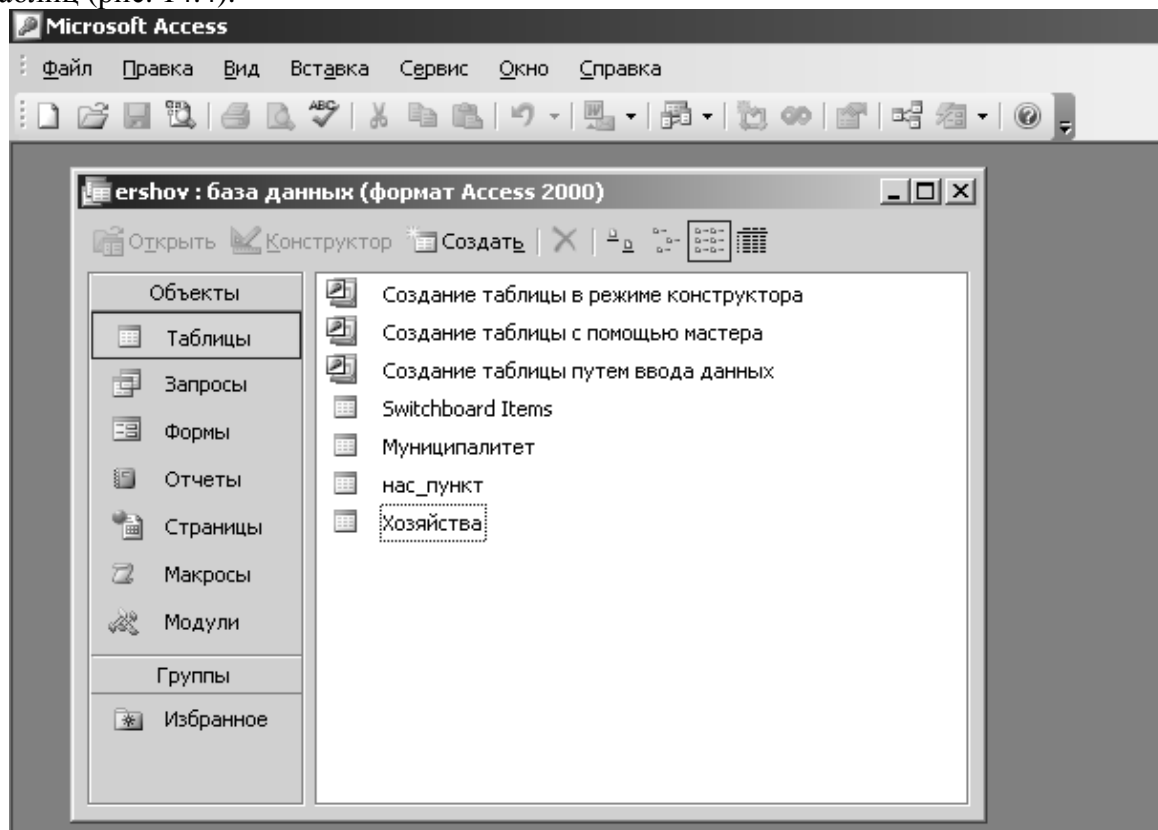 таблиц (рис. 14.4).
Microsoft Access
Файл Правка Вид Вставка Сервис Окно Справка
ABC
ershov : база данных (формат Access 2000)
Открыть Конструктор Создать
Объекты
Таблицы
Запросы
Формы
Отчеты
Страницы
Макросы
Модули
Группы
Избранное
Создание таблицы в режиме конструктора
Создание таблицы с помощью мастера
Создание таблицы путем ввода данных
Switchboard Items
Муниципалитет
нас_пункт
Хозяйства